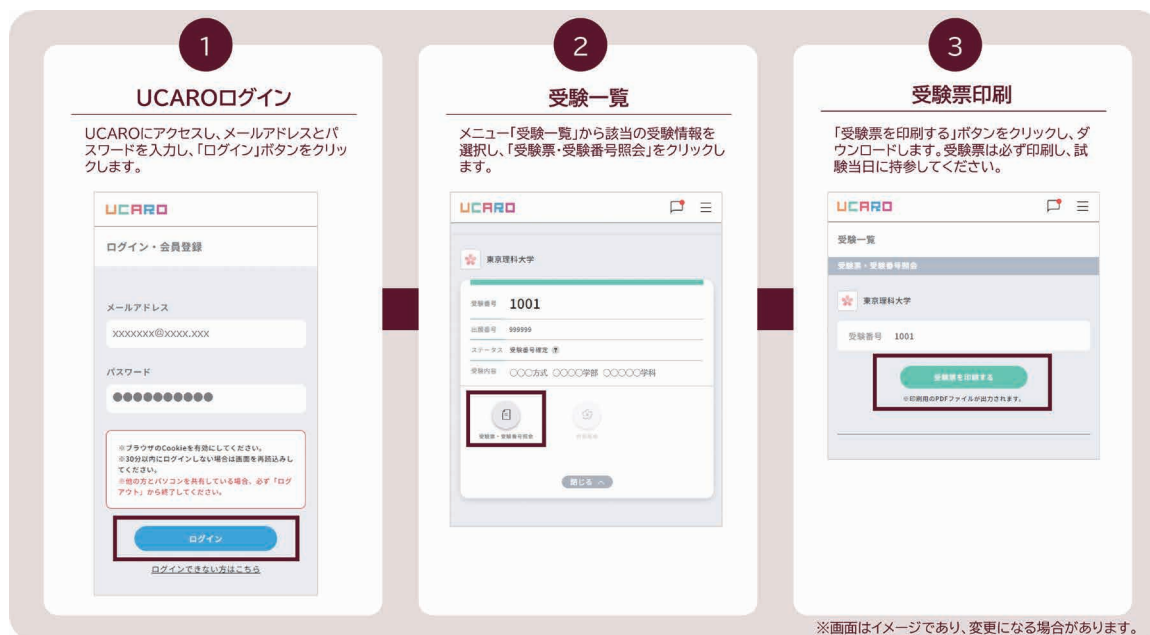 1
UCAROログイン
UCAROにアクセスし、メールアドレスとパ
スワードを入力し、「ログイン」ボタンをクリッ
クします。
UCARO
ログイン・会員登録
メールアドレス
xxxxxxx@xxxx.xxx
パスワード
※ブラウザのCookieを有効にしてください。
※30分以内にログインしない場合は画面を再読込みし
てください。
※他の方とパソコンを共有している場合、必ず「ログ
アウト」から終了してください。
ログイン
ログインできない方はこちら
2
受験一覧
メニュー「受験一覧」から該当の受験情報を
選択し、「受験票・受験番号照会」をクリックし
ます。
UCARO
東京理科大学
受験番号 1001
出願番号 999999
ステータス 受験番号確定 ?
受験内容 〇〇〇方式 〇〇〇〇学部 〇〇〇〇〇学科
受験票・受験番号照会
閉じる
3
受験票印刷
「受験票を印刷する」ボタンをクリックし、ダ
ウンロードします。受験票は必ず印刷し、試
験当日に持参してください。
UCARO
受験一覧
受験票・受験番号照会
東京理科大学
受験番号 1001
受験票を印刷する
※印刷用のPDFファイルが出力されます。
※画面はイメージであり、変更になる場合があります。